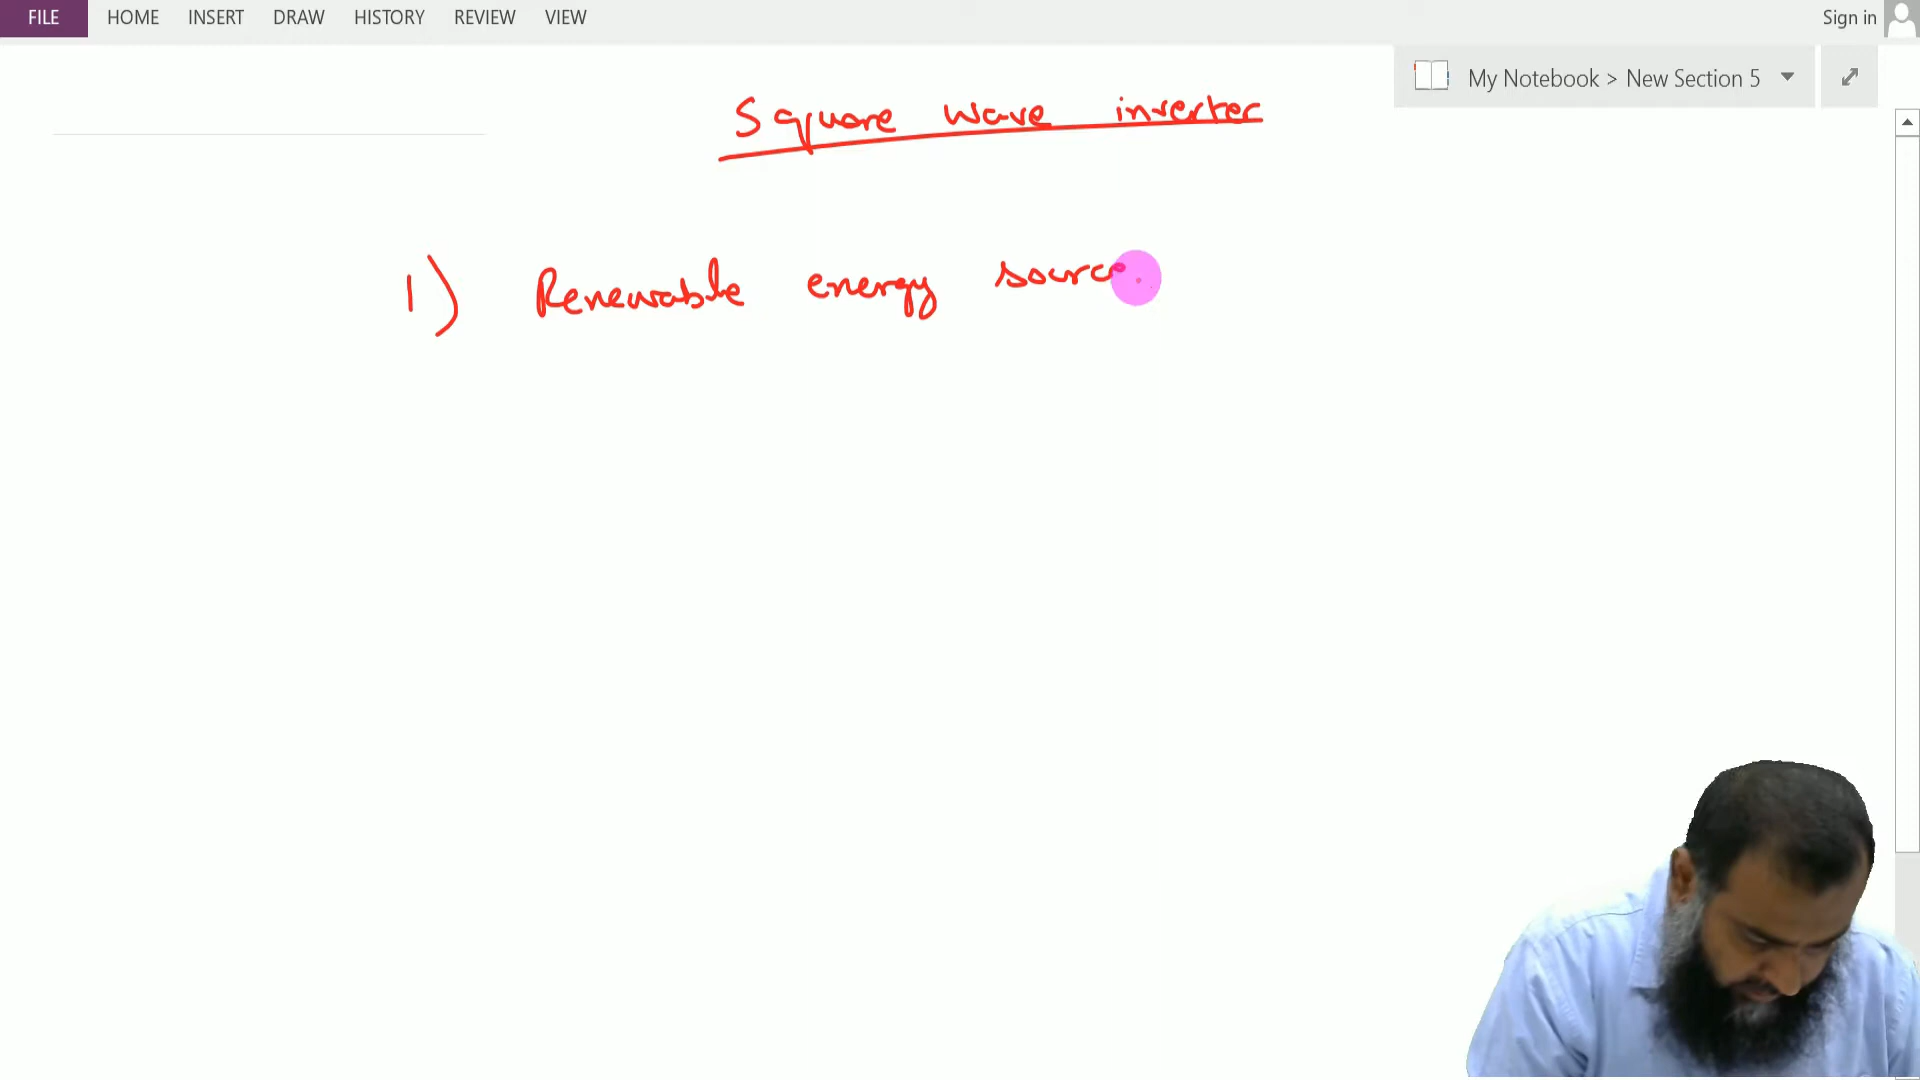 FILE HOME INSERT DRAW HISTORY REVIEW VIEW Sign in
My Notebook > New Section 5
Square wave inverter
1) Renewable energy source